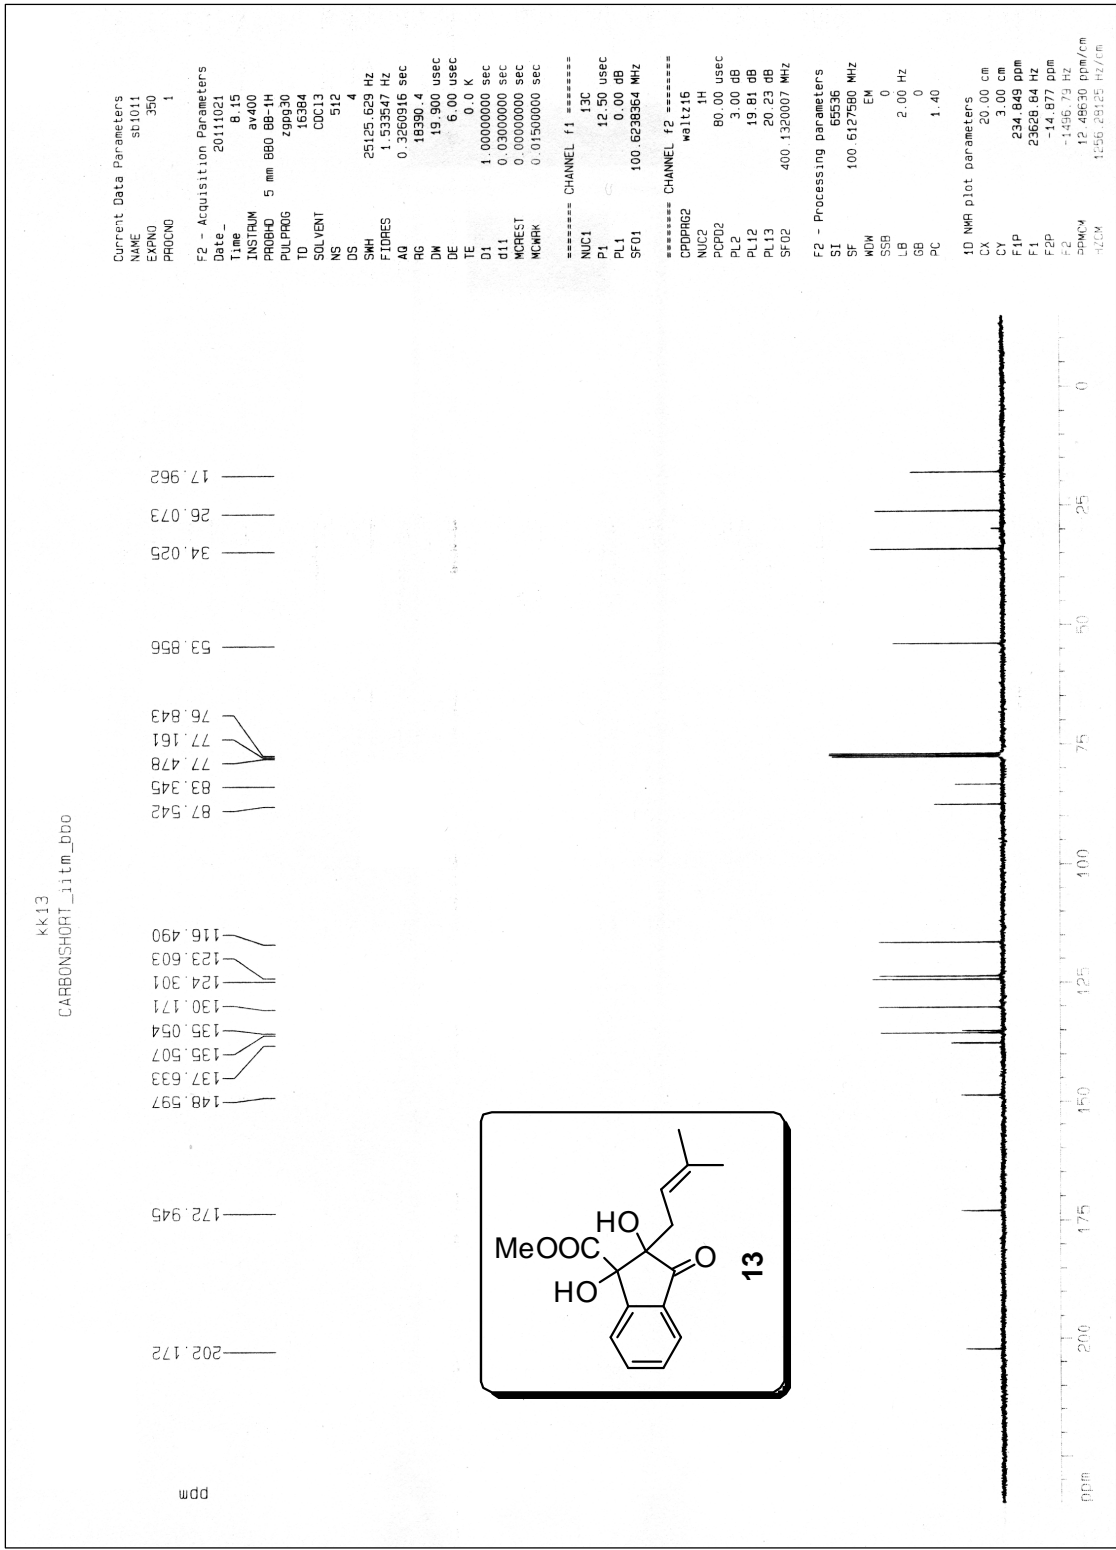 kk13
CARBONSHORT_iitm_bbo
ppm
202.172
172.945
148.597
137.633
135.507
135.054
130.171
124.301
123.603
116.490
87.542
83.345
77.478
77.161
76.843
53.856
34.025
26.073
17.962
Current Data Parameters
NAME sb1011
EXPNO 350
PROCNO 1
F2 - Acquisition Parameters
Date_ 20111021
Time 8.15
INSTRUM av400
PROBHD 5 mm BBO BB-1H
PULPROG zgpg30
TD 16384
SOLVENT CDCl3
NS 512
DS 4
SWH 25125.629 Hz
FIDRES 1.533547 Hz
AQ 0.3260916 sec
RG 18390.4
DW 19.900 usec
DE 6.00 usec
TE 0.0 K
D1 1.00000000 sec
d11 0.03000000 sec
MCREST 0.00000000 sec
MCWRK 0.01500000 sec
======== CHANNEL f1 ========
NUC1 13C
P1 12.50 usec
PL1 0.00 dB
SFO1 100.6238364 MHz
======== CHANNEL f2 ========
CPDPRG2 waltz16
NUC2 1H
PCPD2 80.00 usec
PL2 3.00 dB
PL12 19.81 dB
PL13 20.23 dB
SFO2 400.1320007 MHz
F2 - Processing parameters
SI 65536
SF 100.6127580 MHz
WDW EM
SSB 0
LB 2.00 Hz
GB 0
PC 1.40
1D NMR plot parameters
CX 20.00 cm
CY 3.00 cm
F1P 234.849 ppm
F1 23628.84 Hz
F2P -14.877 ppm
F2 -1496.79 Hz
PPMCM 12.48630 ppm/cm
HZCM 1256.28125 Hz/cm
MeOOC
HO
HO
O
13
ppm 200 175 150 125 100 75 50 25 0